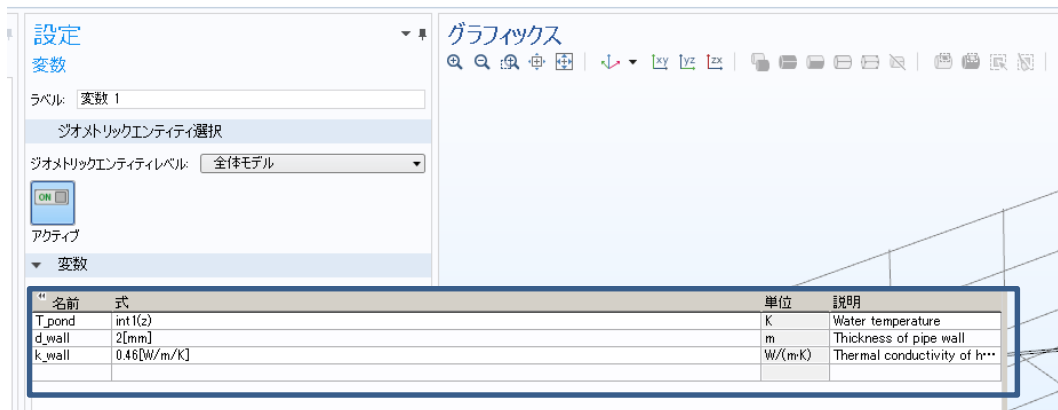 設定
変数
ラベル: 変数 1
ジオメトリックエンティティ選択
ジオメトリックエンティティレベル: 全体モデル
ON
アクティブ
変数
グラフィックス
xy yz zx
名前 式 単位 説明
T_pond int1(z) K Water temperature
d_wall 2[mm] m Thickness of pipe wall
k_wall 0.46[W/m/K] W/(m·K) Thermal conductivity of h…